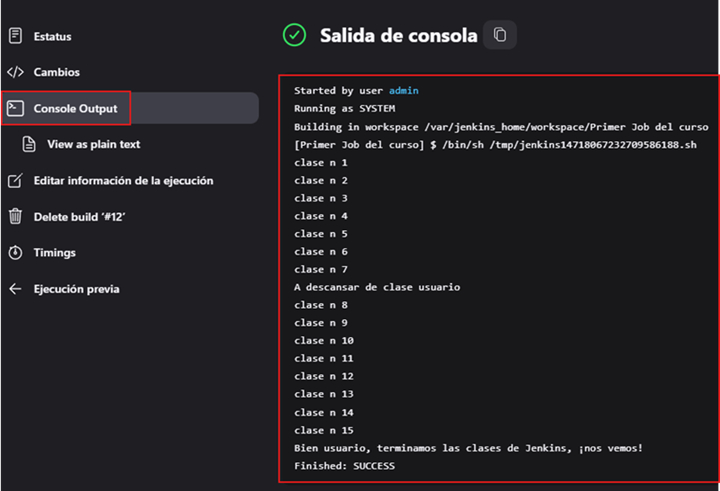 Estatus
Cambios
Console Output
View as plain text
Editar información de la ejecución
Delete build ‘#12’
Timings
Ejecución previa
Salida de consola
Started by user admin
Running as SYSTEM
Building in workspace /var/jenkins_home/workspace/Primer Job del curso
[Primer Job del curso] $ /bin/sh /tmp/jenkins14718067232709586188.sh
clase n 1
clase n 2
clase n 3
clase n 4
clase n 5
clase n 6
clase n 7
A descansar de clase usuario
clase n 8
clase n 9
clase n 10
clase n 11
clase n 12
clase n 13
clase n 14
clase n 15
Bien usuario, terminamos las clases de Jenkins, ¡nos vemos!
Finished: SUCCESS